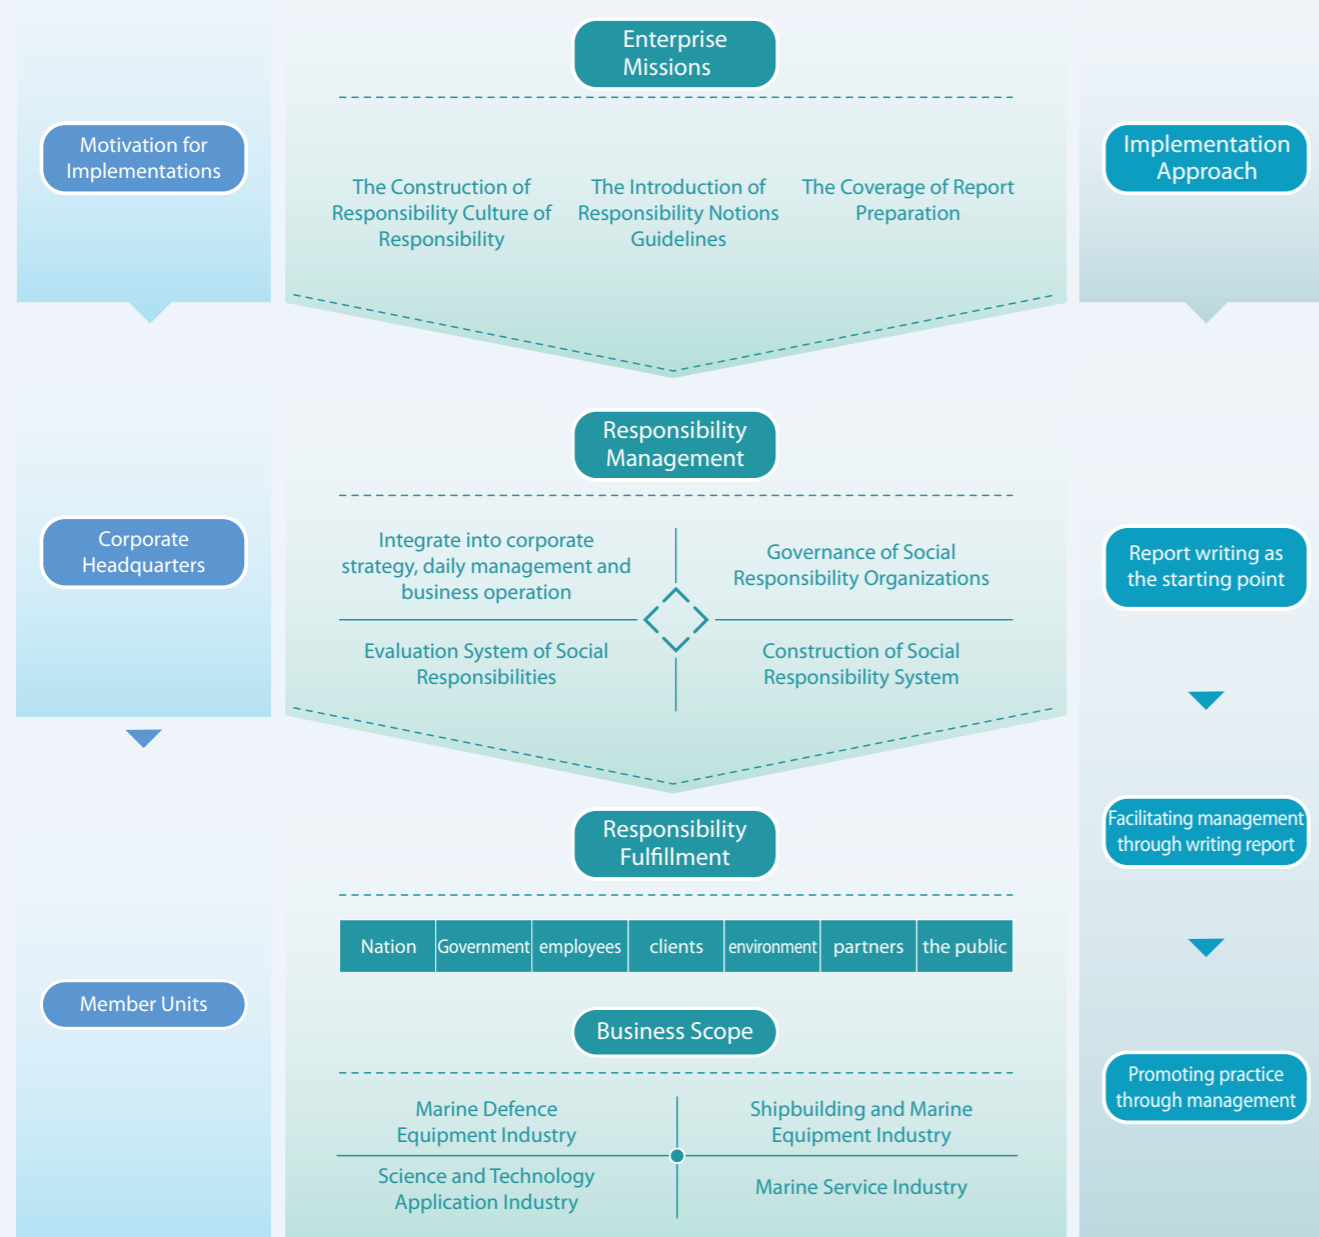 Enterprise
Missions
Motivation for
Implementations
Implementation
Approach
The Construction of
Responsibility Culture of
Responsibility
The Introduction of
Responsibility Notions
Guidelines
The Coverage of Report
Preparation
Responsibility
Management
Corporate
Headquarters
Integrate into corporate
strategy, daily management and
business operation
Governance of Social
Responsibility Organizations
Evaluation System of Social
Responsibilities
Construction of Social
Responsibility System
Report writing as
the starting point
Responsibility
Fulfillment
Facilitating management
through writing report
Nation
Government
employees
clients
environment
partners
the public
Member Units
Business Scope
Marine Defence
Equipment Industry
Shipbuilding and Marine
Equipment Industry
Science and Technology
Application Industry
Marine Service Industry
Promoting practice
through management